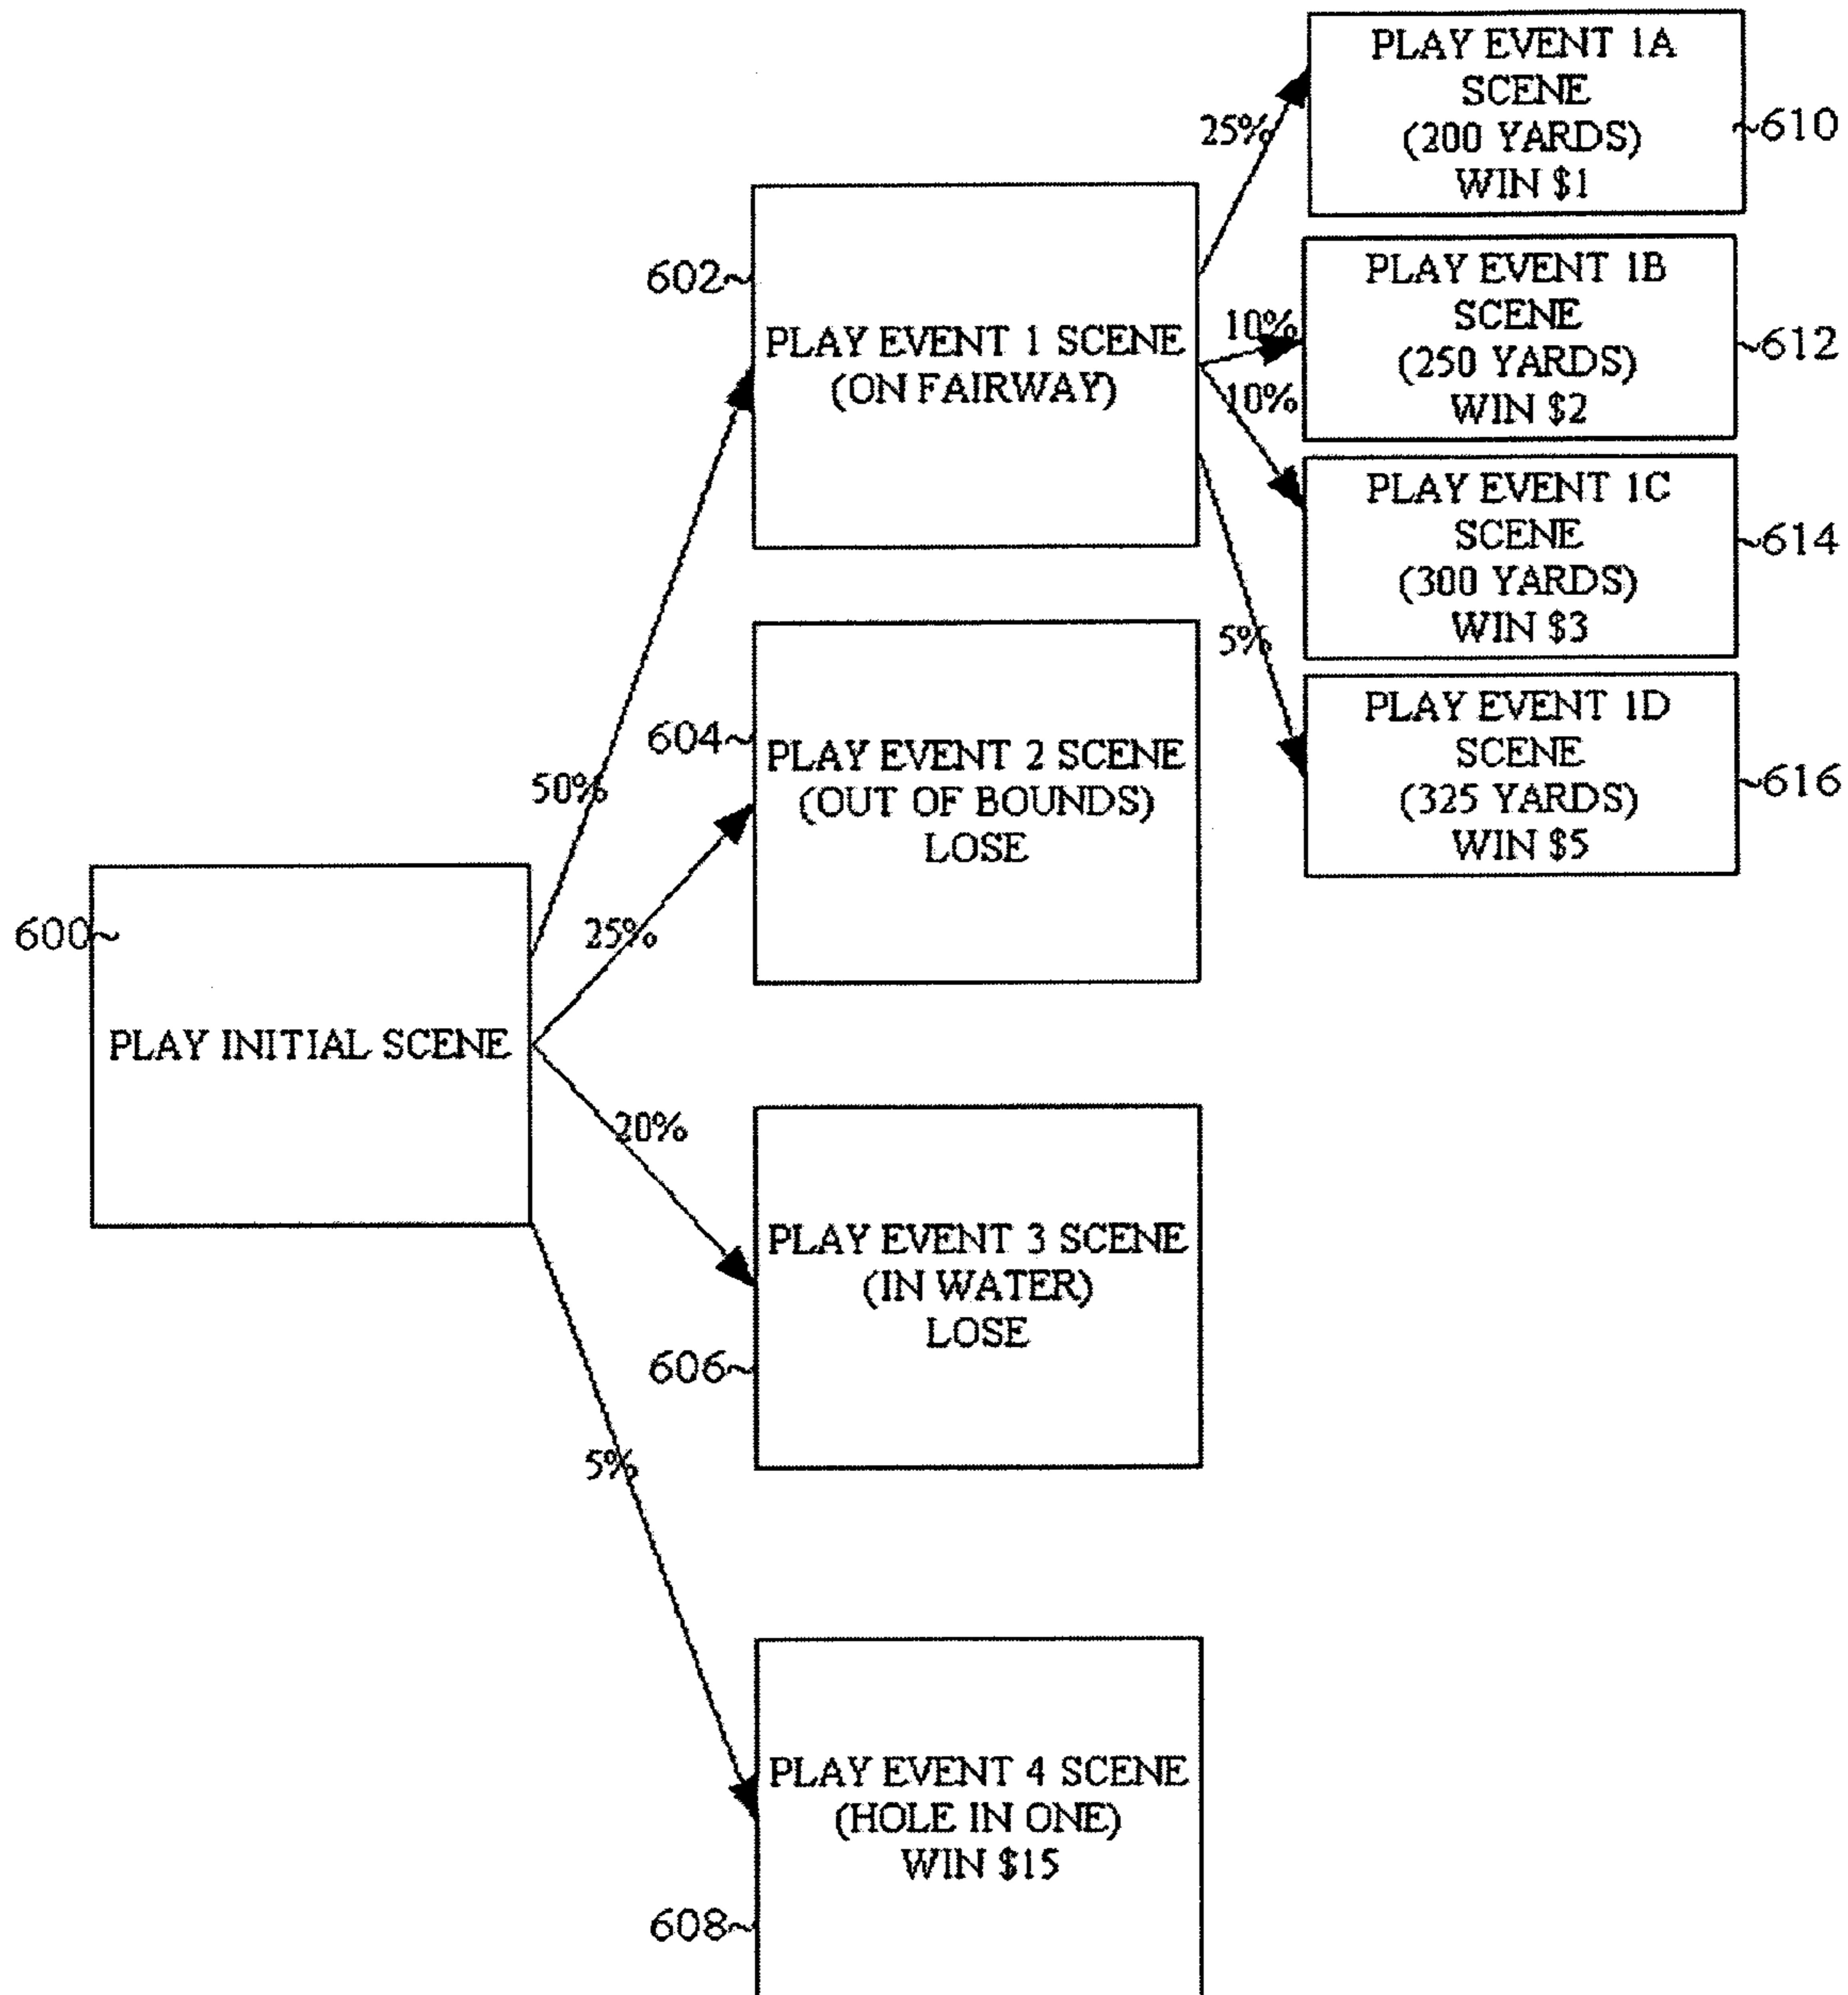 PLAY EVENT 1A
SCENE
(200 YARDS)
WIN $1
610
25%
602
PLAY EVENT 1 SCENE
(ON FAIRWAY)
10%
10%
5%
PLAY EVENT 1B
SCENE
(250 YARDS)
WIN $2
612
PLAY EVENT 1C
SCENE
(300 YARDS)
WIN $3
614
PLAY EVENT 1D
SCENE
(325 YARDS)
WIN $5
616
604
PLAY EVENT 2 SCENE
(OUT OF BOUNDS)
LOSE
50%
25%
600
PLAY INITIAL SCENE
20%
5%
PLAY EVENT 3 SCENE
(IN WATER)
LOSE
606
PLAY EVENT 4 SCENE
(HOLE IN ONE)
WIN $15
608